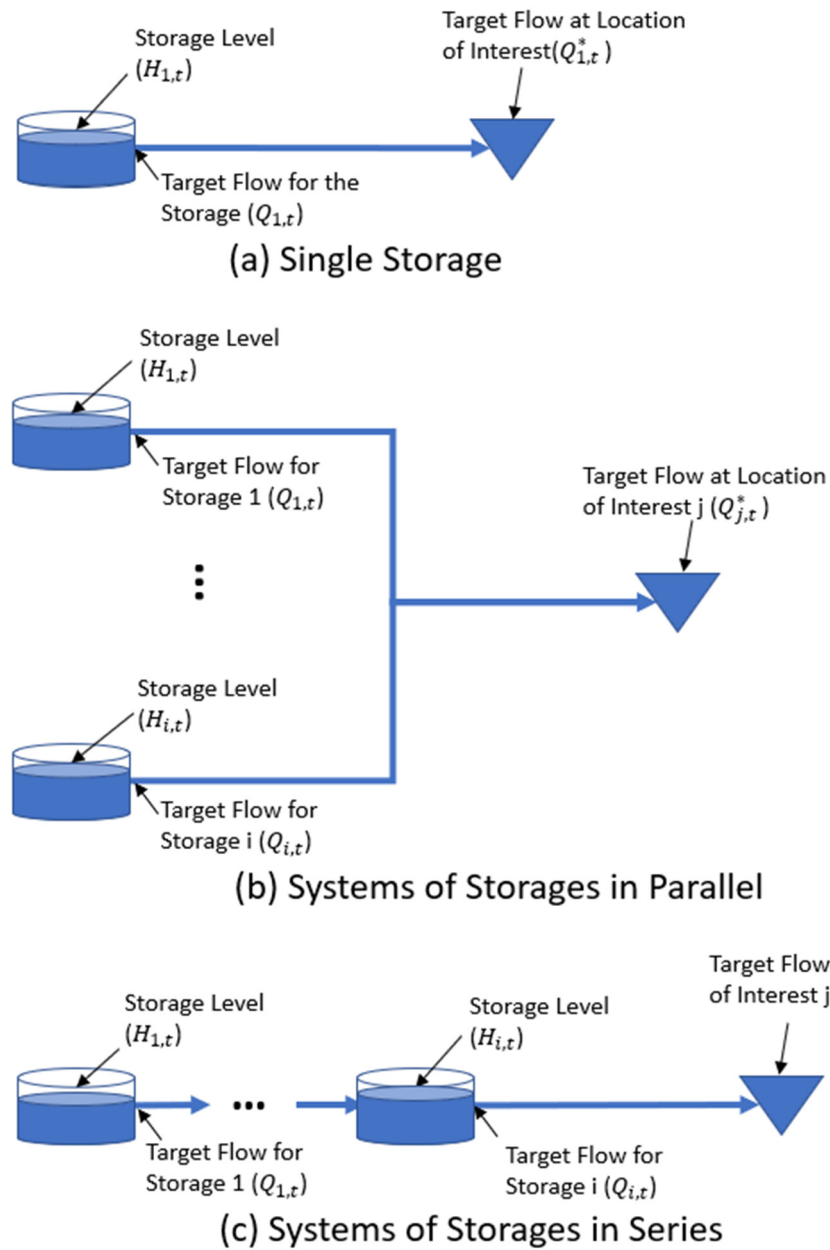 Storage Level
(H₁,ₜ)
Target Flow at Location
of Interest(Q*₁,ₜ)
Target Flow for the
Storage (Q₁,ₜ)
(a) Single Storage
Storage Level
(H₁,ₜ)
Target Flow for
Storage 1 (Q₁,ₜ)
Target Flow at Location
of Interest j (Q*ⱼ,ₜ)
⋮
Storage Level
(Hᵢ,ₜ)
Target Flow for
Storage i (Qᵢ,ₜ)
(b) Systems of Storages in Parallel
Target Flow
of Interest j
Storage Level
(H₁,ₜ)
Storage Level
(Hᵢ,ₜ)
...
Target Flow for
Storage 1 (Q₁,ₜ)
Target Flow for
Storage i (Qᵢ,ₜ)
(c) Systems of Storages in Series